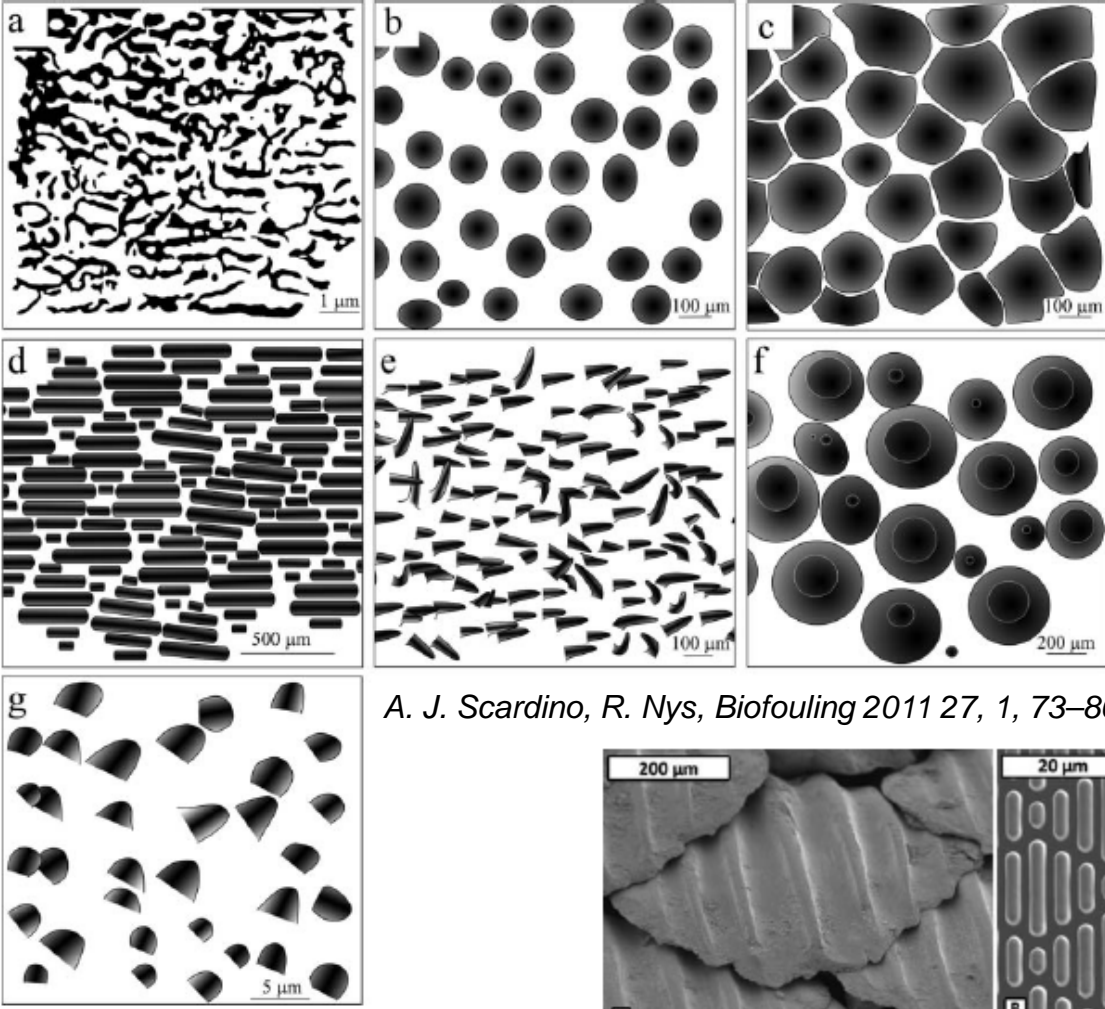 a
b
c
1 μm
100 μm
100 μm
d
e
f
500 μm
100 μm
200 μm
g
A. J. Scardino, R. Nys, Biofouling 2011 27, 1, 73–8
5 μm
200 μm
20 μm
B